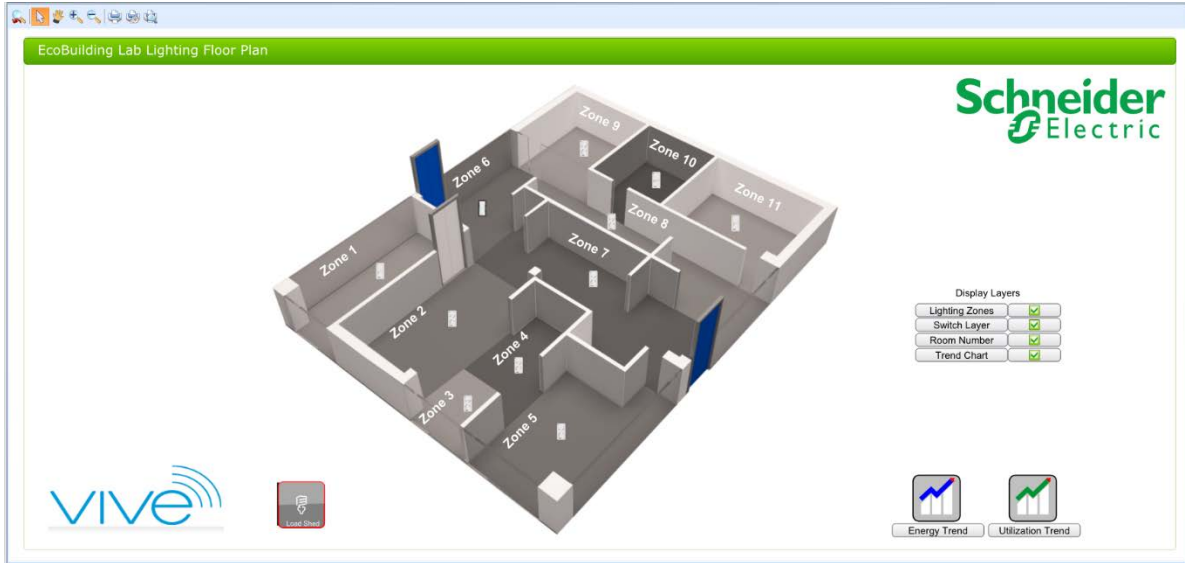 EcoBuilding Lab Lighting Floor Plan
Schneider
Electric
Zone 9
Zone 10
Zone 6
Zone 11
Zone 8
Zone 7
Zone 1
Zone 2
Zone 4
Zone 3
Zone 5
Display Layers
Lighting Zones
Switch Layer
Room Number
Trend Chart
vive
Load Shed
Energy Trend
Utilization Trend